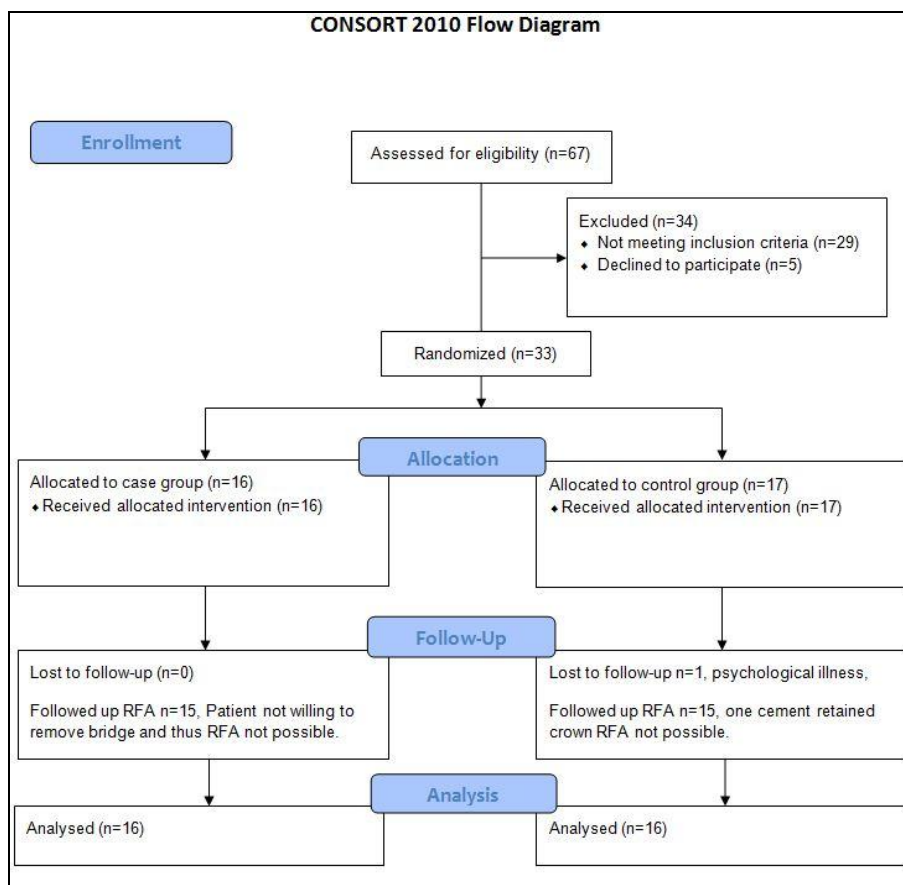 CONSORT 2010 Flow Diagram
Enrollment
Assessed for eligibility (n=67)
Excluded (n=34)
⬥ Not meeting inclusion criteria (n=29)
⬥ Declined to participate (n=5)
Randomized (n=33)
Allocation
Allocated to case group (n=16)
⬥ Received allocated intervention (n=16)
Allocated to control group (n=17)
⬥ Received allocated intervention (n=17)
Follow-Up
Lost to follow-up (n=0)
Followed up RFA n=15, Patient not willing to
remove bridge and thus RFA not possible.
Lost to follow-up n=1, psychological illness,
Followed up RFA n=15, one cement retained
crown RFA not possible.
Analysis
Analysed (n=16)
Analysed (n=16)